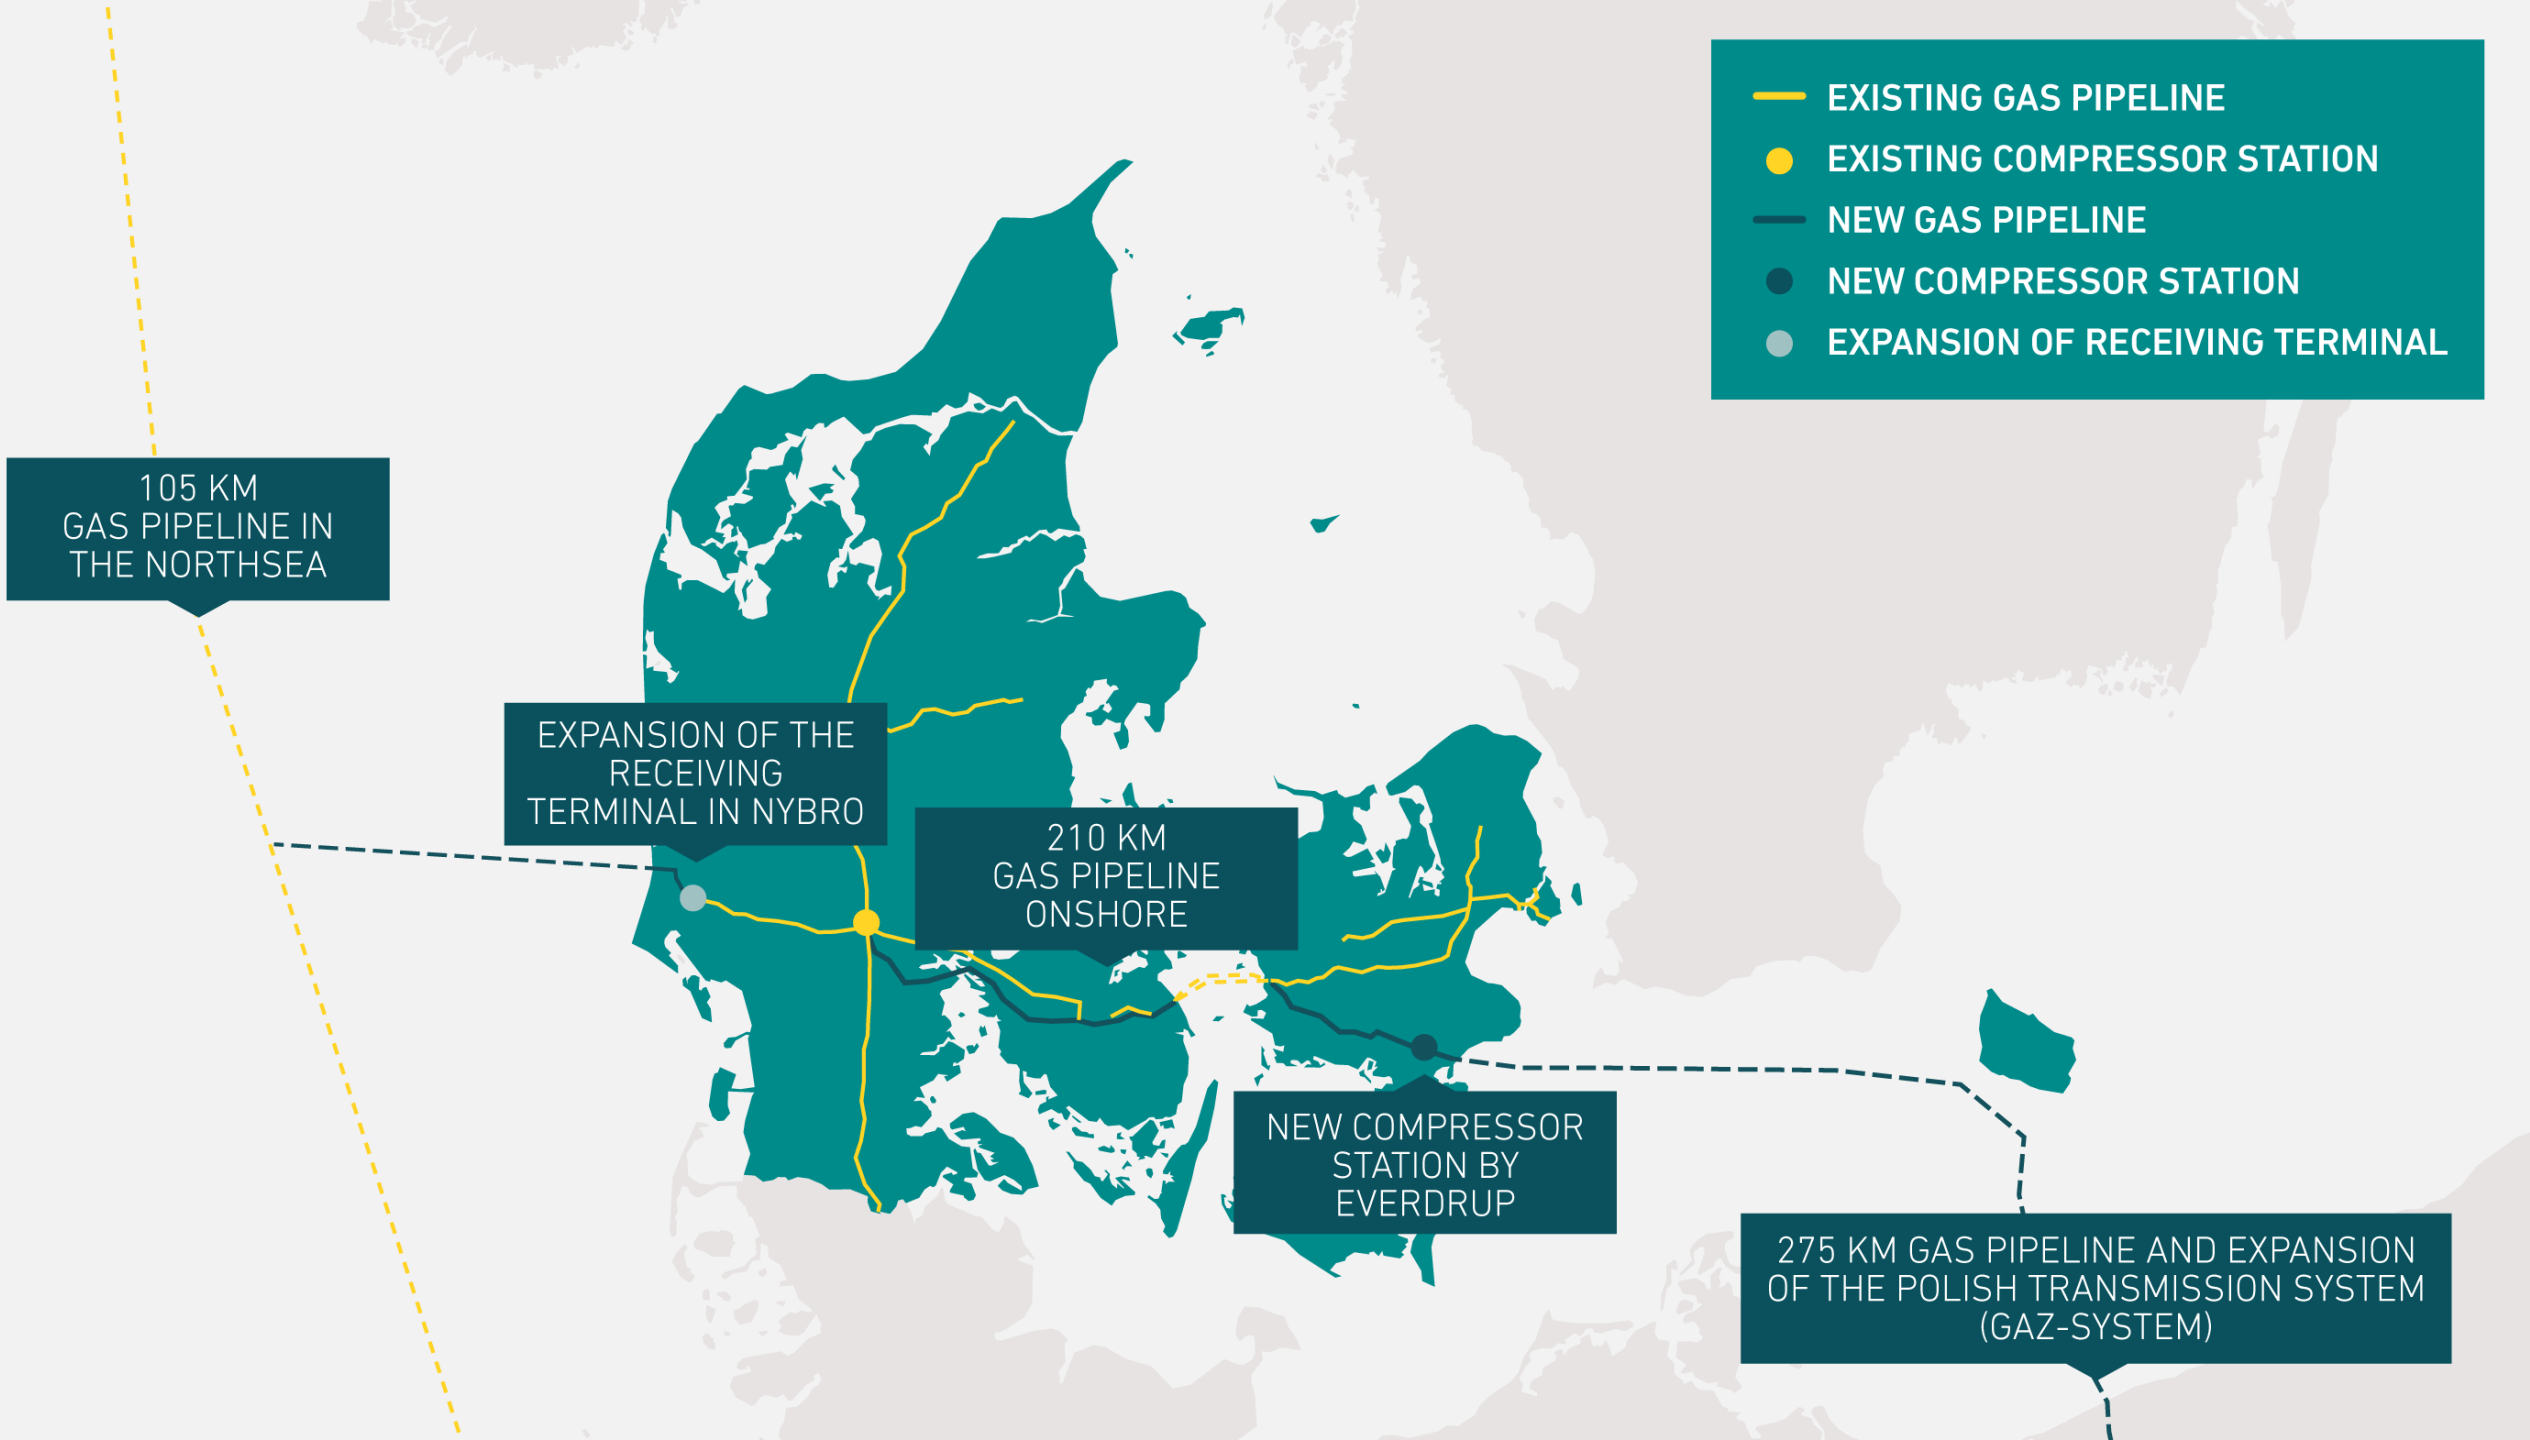 EXISTING GAS PIPELINE
EXISTING COMPRESSOR STATION
NEW GAS PIPELINE
NEW COMPRESSOR STATION
EXPANSION OF RECEIVING TERMINAL
105 KM
GAS PIPELINE IN
THE NORTHSEA
EXPANSION OF THE
RECEIVING
TERMINAL IN NYBRO
210 KM
GAS PIPELINE
ONSHORE
NEW COMPRESSOR
STATION BY
EVERDRUP
275 KM GAS PIPELINE AND EXPANSION
OF THE POLISH TRANSMISSION SYSTEM
(GAZ-SYSTEM)